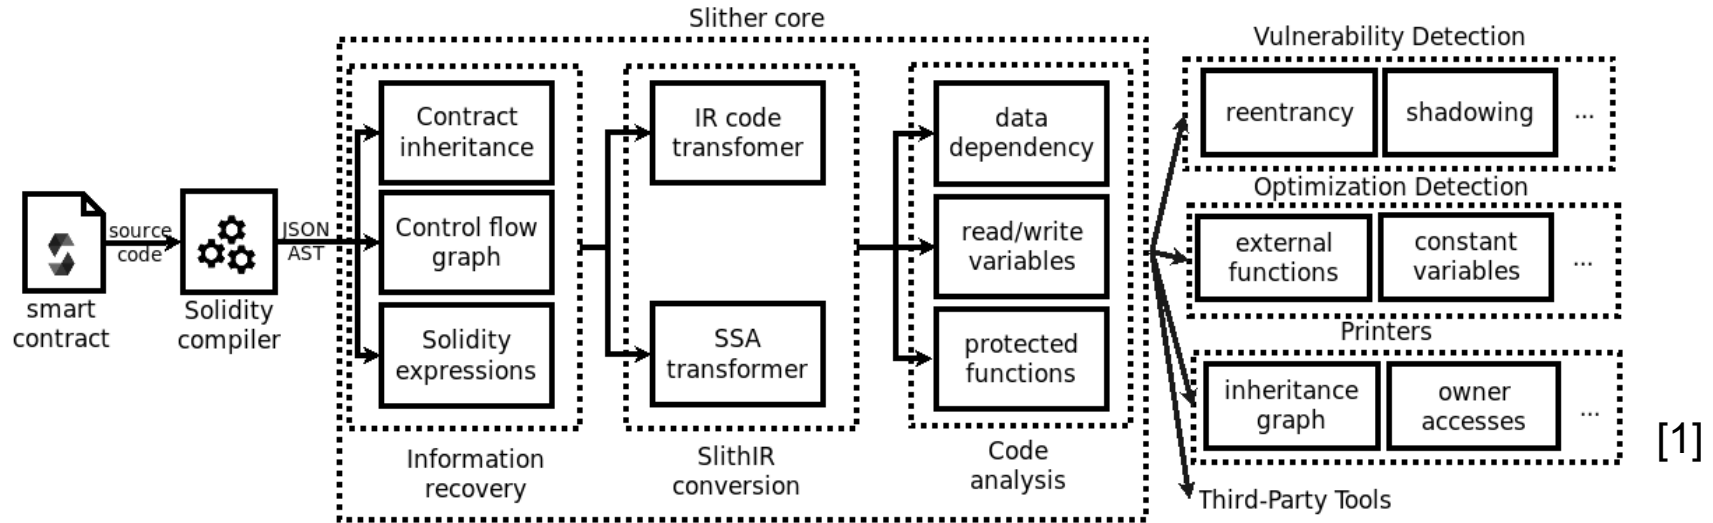 Slither core
smart
contract
source
code
Solidity
compiler
JSON
AST
Contract
inheritance
Control flow
graph
Solidity
expressions
Information
recovery
IR code
transfomer
SSA
transformer
SlithIR
conversion
data
dependency
read/write
variables
protected
functions
Code
analysis
Vulnerability Detection
reentrancy
shadowing
...
Optimization Detection
external
functions
constant
variables
...
Printers
inheritance
graph
owner
accesses
...
Third-Party Tools
[1]